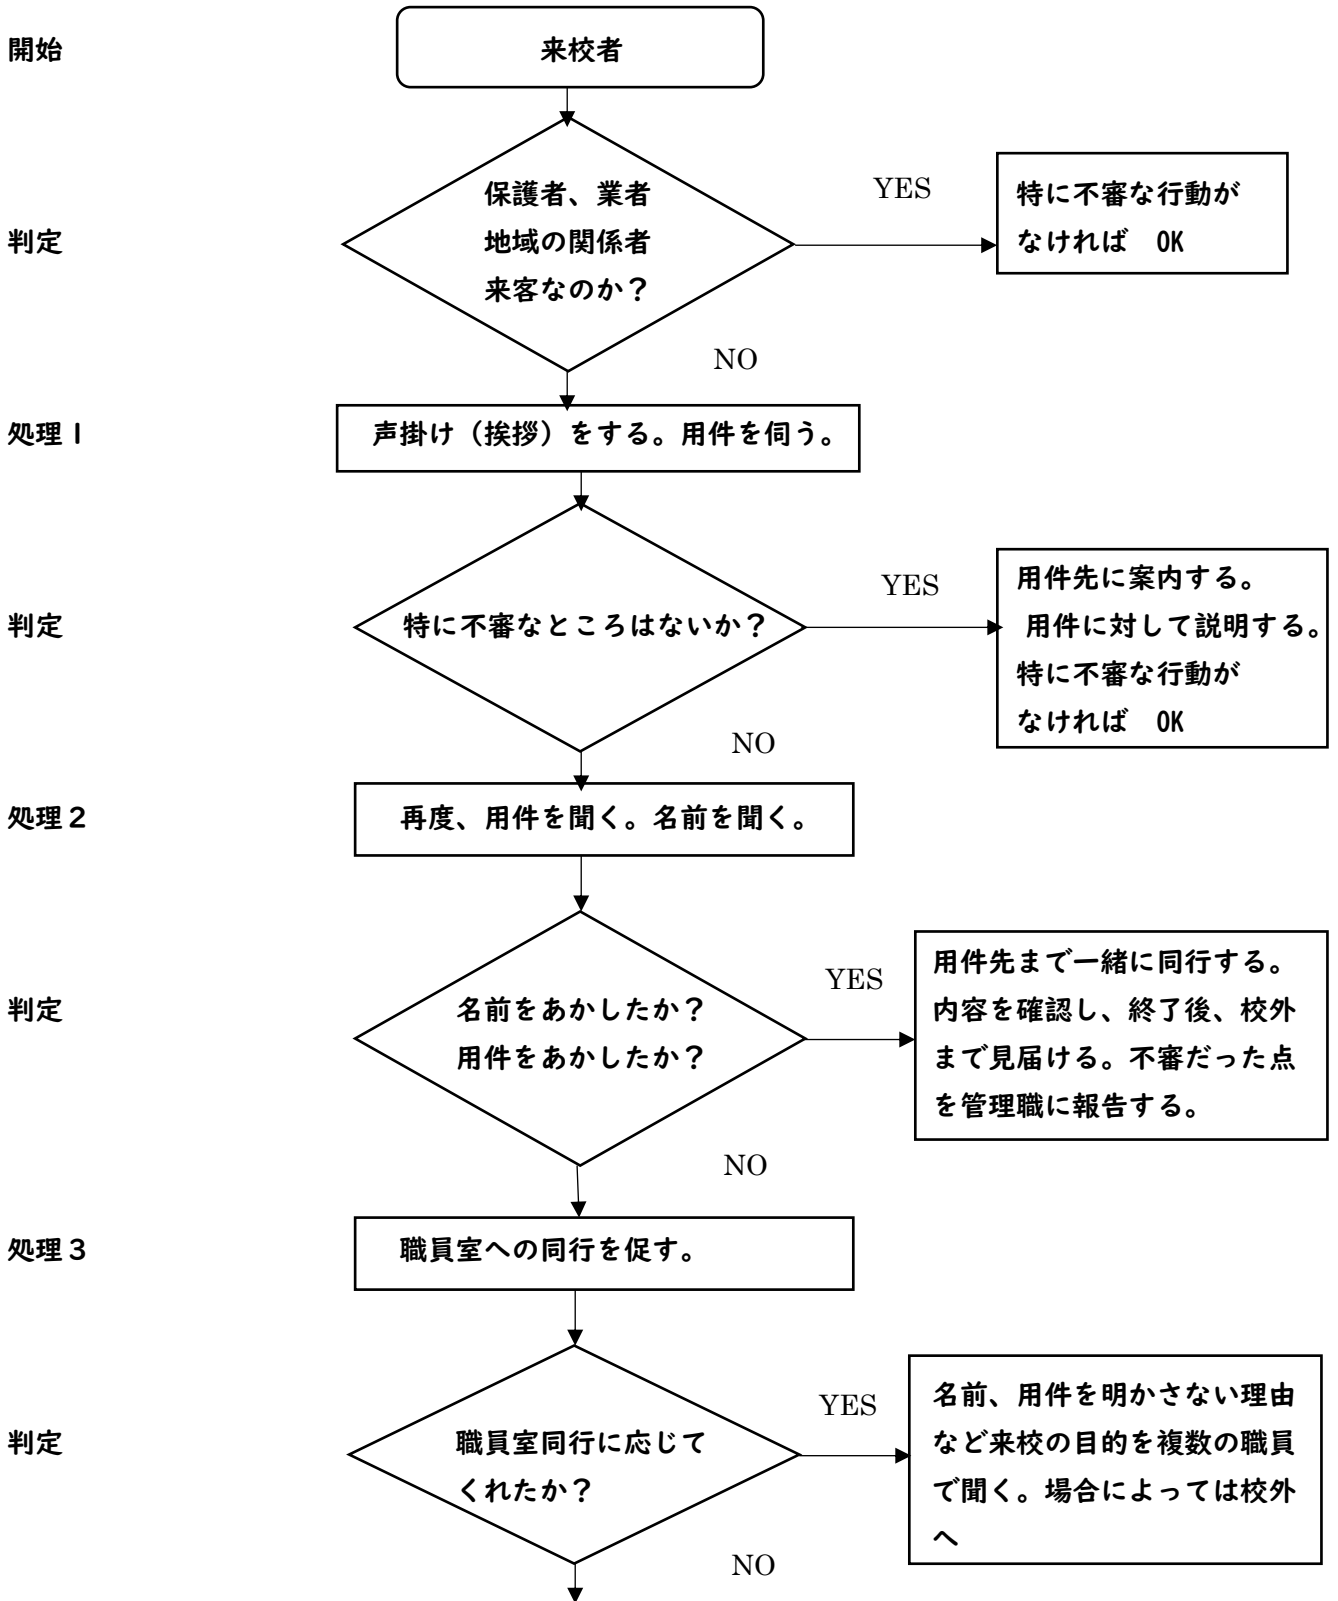 開始
来校者
判定
保護者、業者
地域の関係者
来客なのか？
YES
特に不審な行動が
なければ　OK
NO
処理１
声掛け（挨拶）をする。用件を伺う。
判定
特に不審なところはないか？
YES
用件先に案内する。
用件に対して説明する。
特に不審な行動が
なければ　OK
NO
処理２
再度、用件を聞く。名前を聞く。
判定
名前をあかしたか？
用件をあかしたか？
YES
用件先まで一緒に同行する。
内容を確認し、終了後、校外
まで見届ける。不審だった点
を管理職に報告する。
NO
処理３
職員室への同行を促す。
判定
職員室同行に応じて
くれたか？
YES
名前、用件を明かさない理由
など来校の目的を複数の職員
で聞く。場合によっては校外
へ
NO